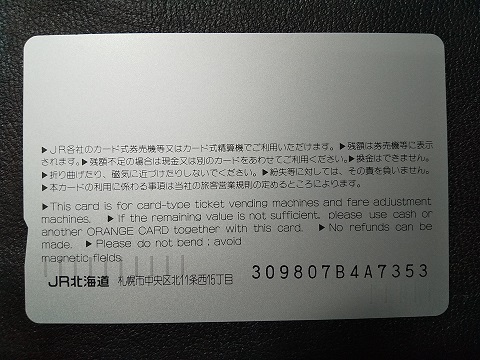 ▶JR各社のカード式券売機等又はカード式精算機でご利用いただけます。▶残額は券売機等に表示
されます。▶残額不足の場合は現金又は別のカードをあわせてご利用ください。▶換金はできません。
▶折り曲げたり、磁気に近づけたりしないでください。▶紛失等に対しては、その責を負いません。
▶本カードの利用に係わる事項は当社の旅客営業規則の定めるところによります。
▶This card is for card-type ticket vending machines and fare adjustment
machines. ▶If the remaining value is not sufficient, please use cash or
another ORANGE CARD together with this card. ▶No refunds can be
made. ▶Please do not bend; avoid
magnetic fields.
JR北海道 札幌市中央区北11条西15丁目 309807B4A7353